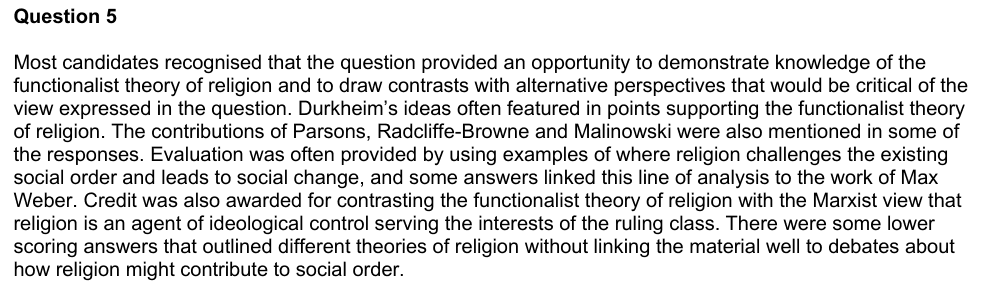 Question 5
Most candidates recognised that the question provided an opportunity to demonstrate knowledge of the
functionalist theory of religion and to draw contrasts with alternative perspectives that would be critical of the
view expressed in the question. Durkheim's ideas often featured in points supporting the functionalist theory
of religion. The contributions of Parsons, Radcliffe-Browne and Malinowski were also mentioned in some of
the responses. Evaluation was often provided by using examples of where religion challenges the existing
social order and leads to social change, and some answers linked this line of analysis to the work of Max
Weber. Credit was also awarded for contrasting the functionalist theory of religion with the Marxist view that
religion is an agent of ideological control serving the interests of the ruling class. There were some lower
scoring answers that outlined different theories of religion without linking the material well to debates about
how religion might contribute to social order.